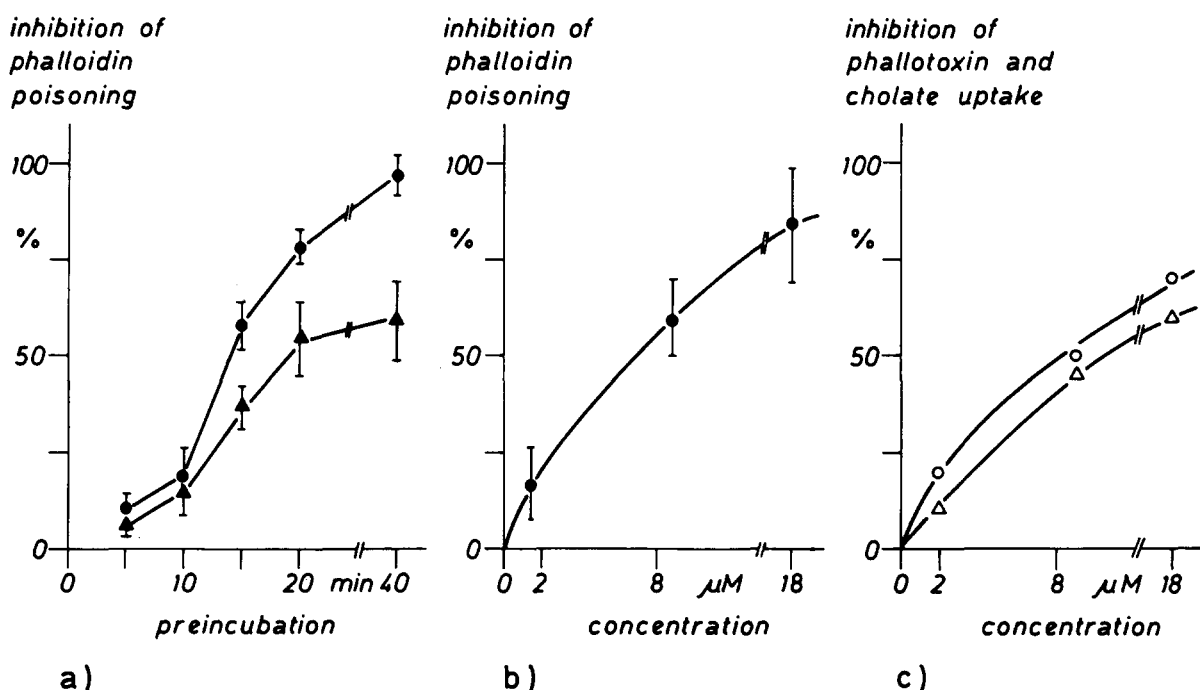 inhibition of
phalloidin
poisoning
100
%
50
0
0 10 20 min 40
preincubation
a)
inhibition of
phalloidin
poisoning
100
%
50
0
0 2 8 μM 18
concentration
b)
inhibition of
phallotoxin and
cholate uptake
100
%
50
0
0 2 8 μM 18
concentration
c)